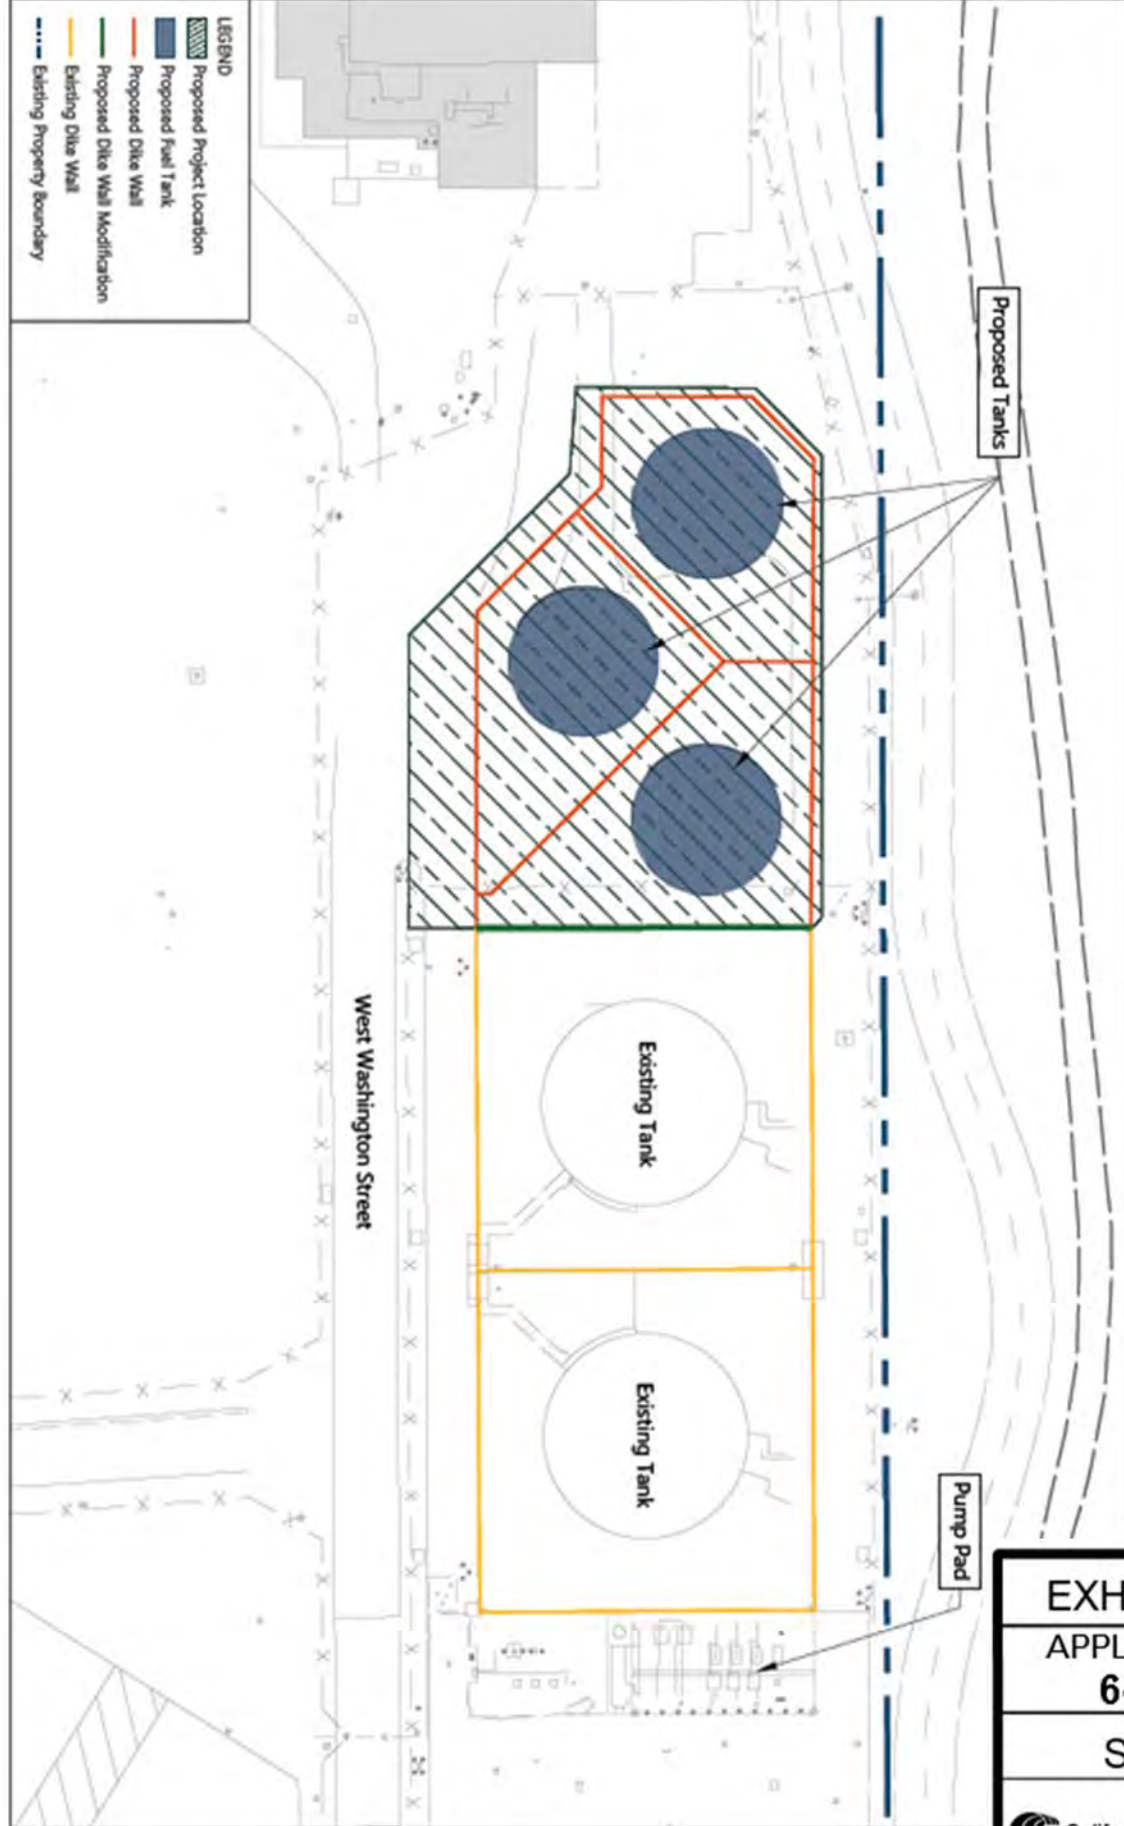 LEGEND
Proposed Project Location
Proposed Fuel Tank
Proposed Dike Wall
Proposed Dike Wall Modification
Existing Dike Wall
Existing Property Boundary
Proposed Tanks
Existing Tank
Existing Tank
West Washington Street
Pump Pad
EXH
APPL
6-
S